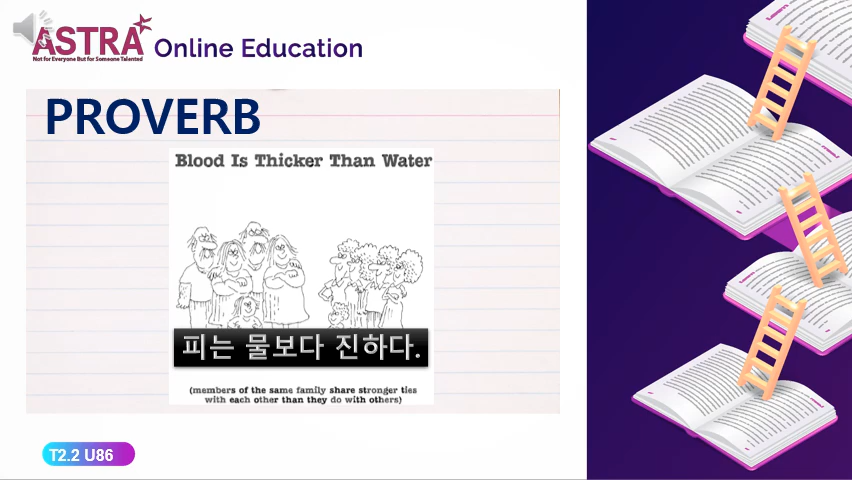 ASTRA
Not for Everyone But for Someone Talented
Online Education
PROVERB
Blood Is Thicker Than Water
피는 물보다 진하다.
(members of the same family share stronger ties
with each other than they do with others)
T2.2 U86